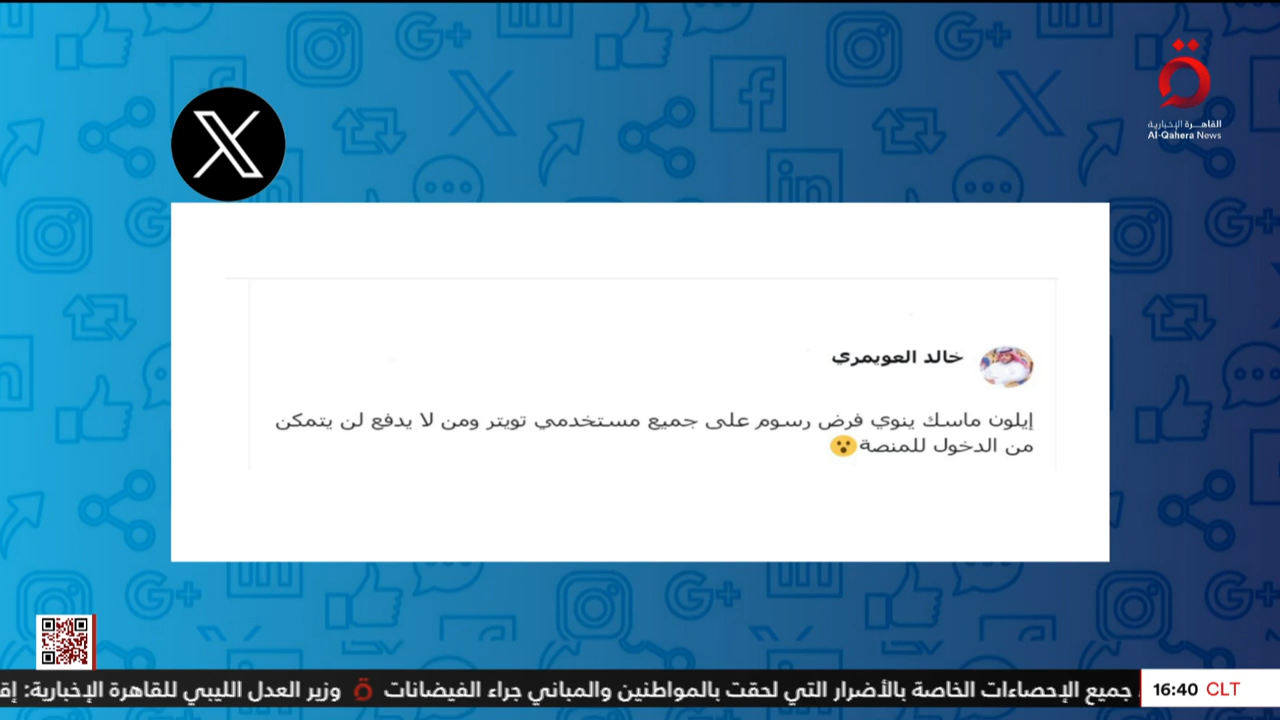 القاهرة الإخبارية
Al-Qahera News
خالد العويمري
إيلون ماسك ينوي فرض رسوم على جميع مستخدمي تويتر ومن لا يدفع لن يتمكن
من الدخول للمنصة😮
جميع الإحصاءات الخاصة بالأضرار التي لحقت بالمواطنين والمباني جراء الفيضانات وزير العدل الليبي للقاهرة الإخبارية:
16:40 CLT